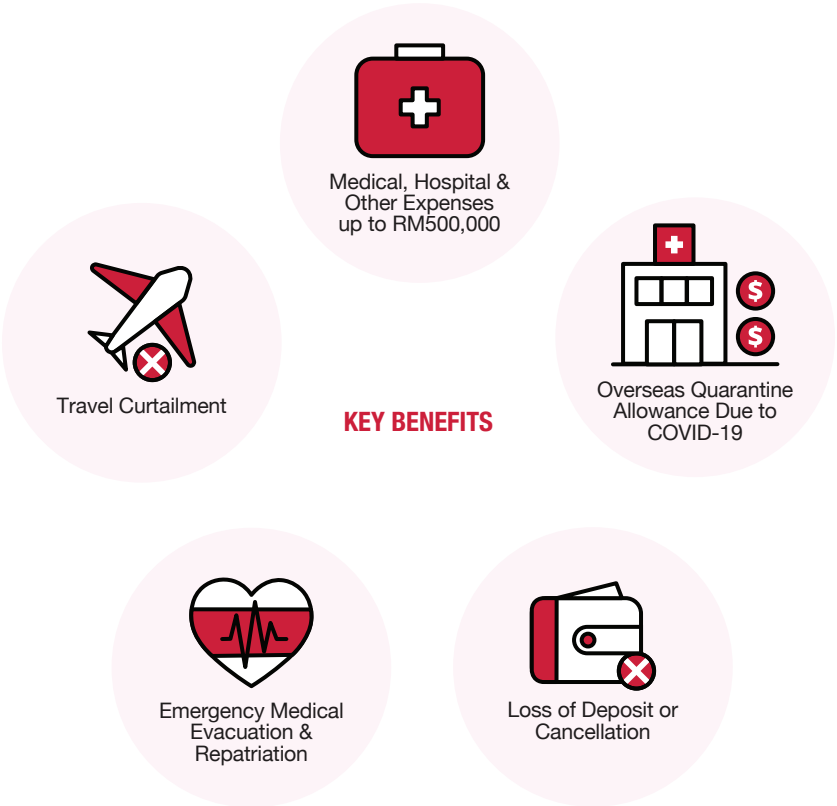 Medical, Hospital &
Other Expenses
up to RM500,000
Travel Curtailment
Overseas Quarantine
Allowance Due to
COVID-19
KEY BENEFITS
Emergency Medical
Evacuation &
Repatriation
Loss of Deposit or
Cancellation